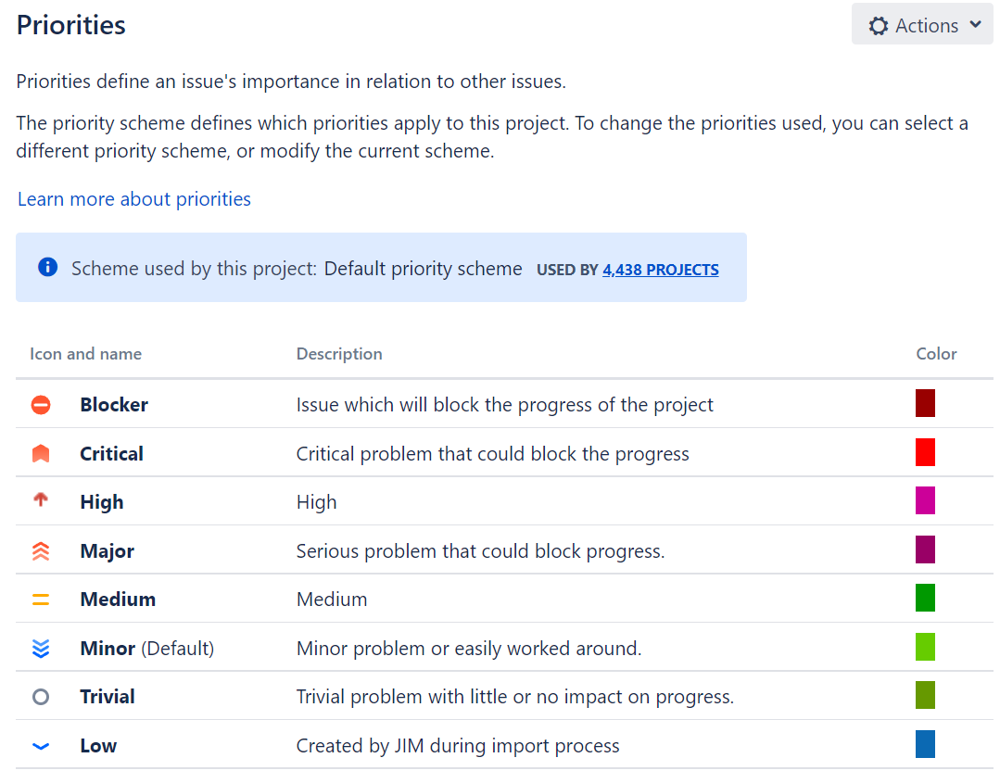 Priorities
Actions
Priorities define an issue's importance in relation to other issues.
The priority scheme defines which priorities apply to this project. To change the priorities used, you can select a
different priority scheme, or modify the current scheme.
Learn more about priorities
Scheme used by this project: Default priority scheme USED BY 4,438 PROJECTS
Icon and name Description Color
Blocker Issue which will block the progress of the project
Critical Critical problem that could block the progress
High High
Major Serious problem that could block progress.
Medium Medium
Minor (Default) Minor problem or easily worked around.
Trivial Trivial problem with little or no impact on progress.
Low Created by JIM during import process